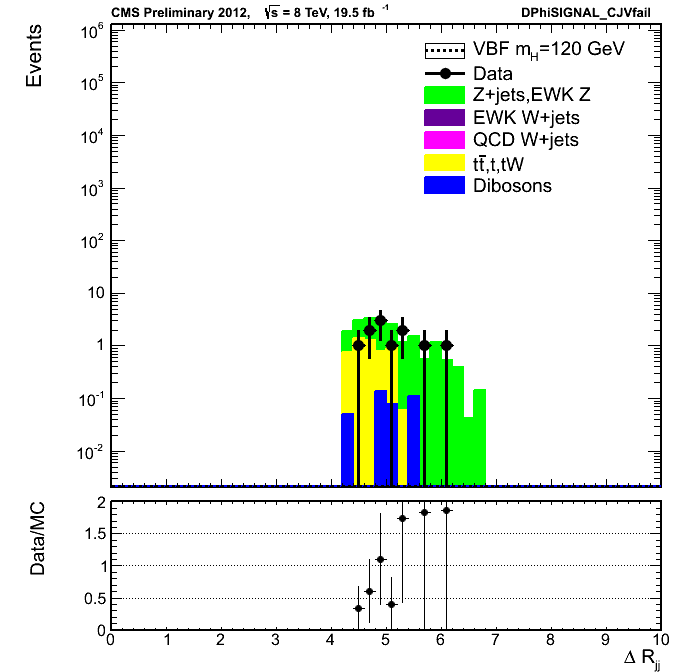 CMS Preliminary 2012, √s = 8 TeV, 19.5 fb⁻¹ DPhiSIGNAL_CJVfail
Events
10⁶
10⁵
10⁴
10³
10²
10
1
10⁻¹
10⁻²
VBF m_H=120 GeV
Data
Z+jets,EWK Z
EWK W+jets
QCD W+jets
tt̄,t,tW
Dibosons
Data/MC
2
1.5
1
0.5
0
0 1 2 3 4 5 6 7 8 9 10
Δ R_jj